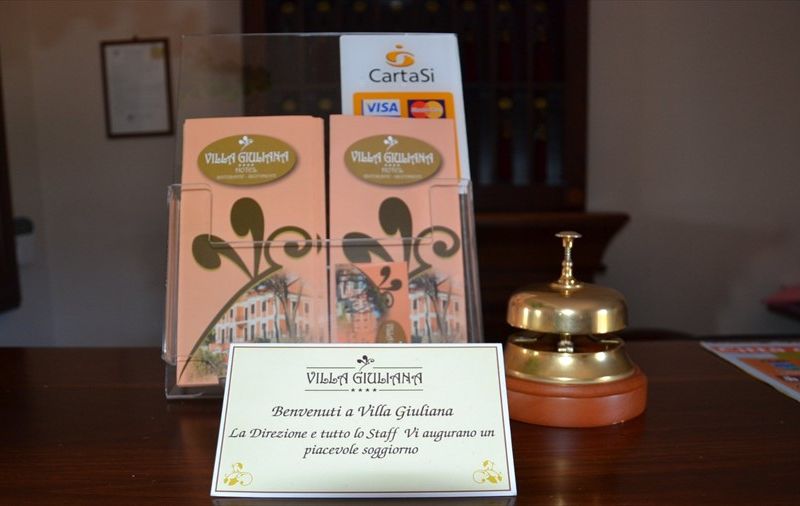 CartaSi
VISA
MasterCard
VILLA GIULIANA
★★★★
HOTEL
VILLA GIULIANA
★★★★
HOTEL
VILLA GIULIANA
★★★★
Benvenuti a Villa Giuliana
La Direzione e tutto lo Staff Vi augurano un
piacevole soggiorno